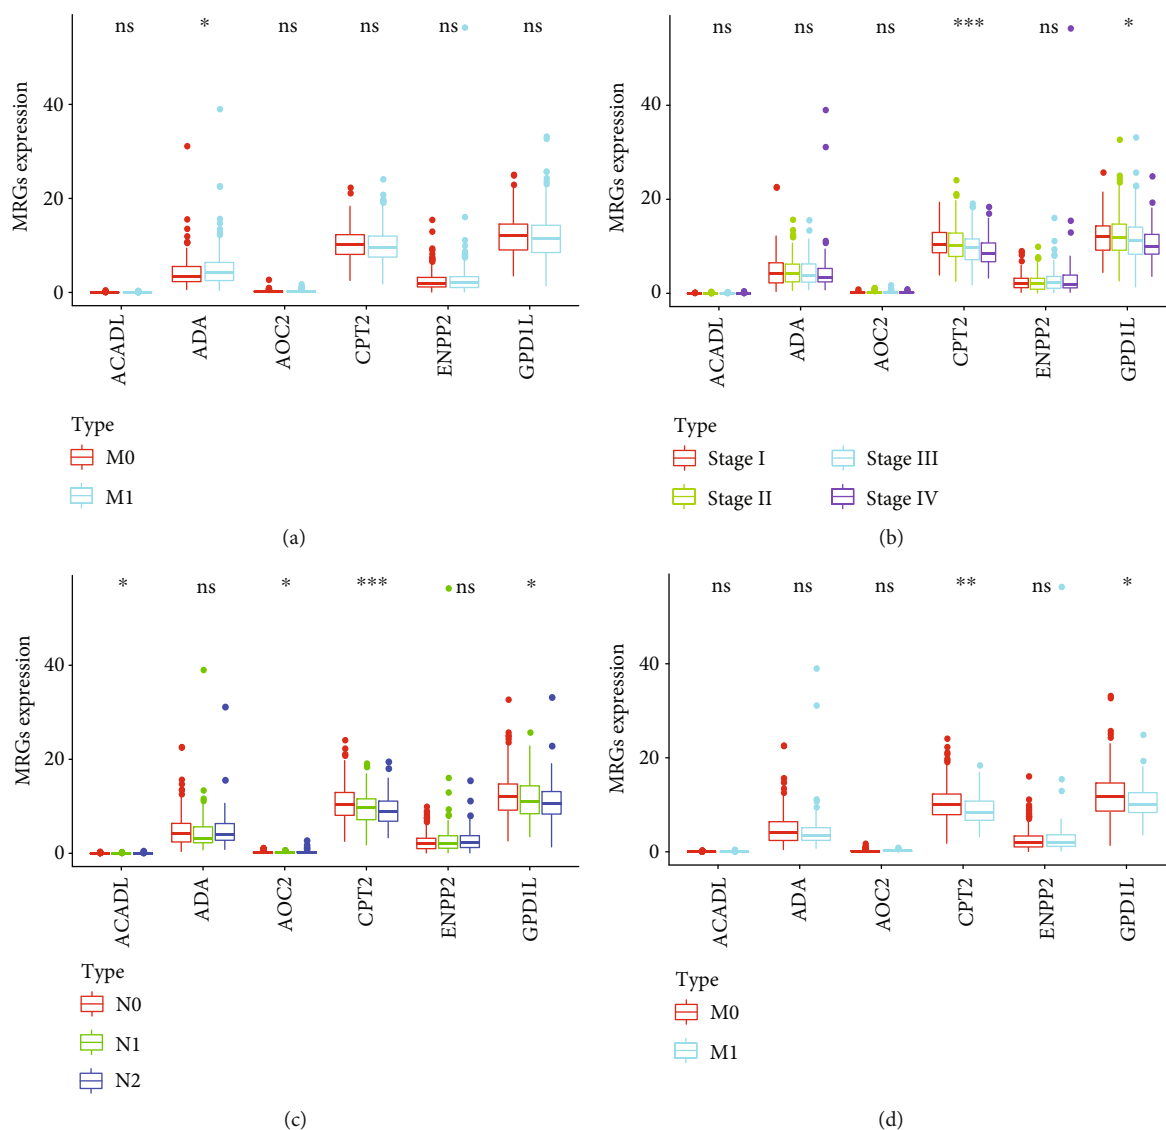 ns * ns ns ns ns
MRGs expression
40
20
0
ACADL
ADA
AOC2
CPT2
ENPP2
GPD1L
Type
M0
M1
(a)
ns ns ns *** ns *
MRGs expression
40
20
0
ACADL
ADA
AOC2
CPT2
ENPP2
GPD1L
Type
Stage I
Stage II
Stage III
Stage IV
(b)
* ns * *** ns *
MRGs expression
40
20
0
ACADL
ADA
AOC2
CPT2
ENPP2
GPD1L
Type
N0
N1
N2
(c)
ns ns ns ** ns *
MRGs expression
40
20
0
ACADL
ADA
AOC2
CPT2
ENPP2
GPD1L
Type
M0
M1
(d)